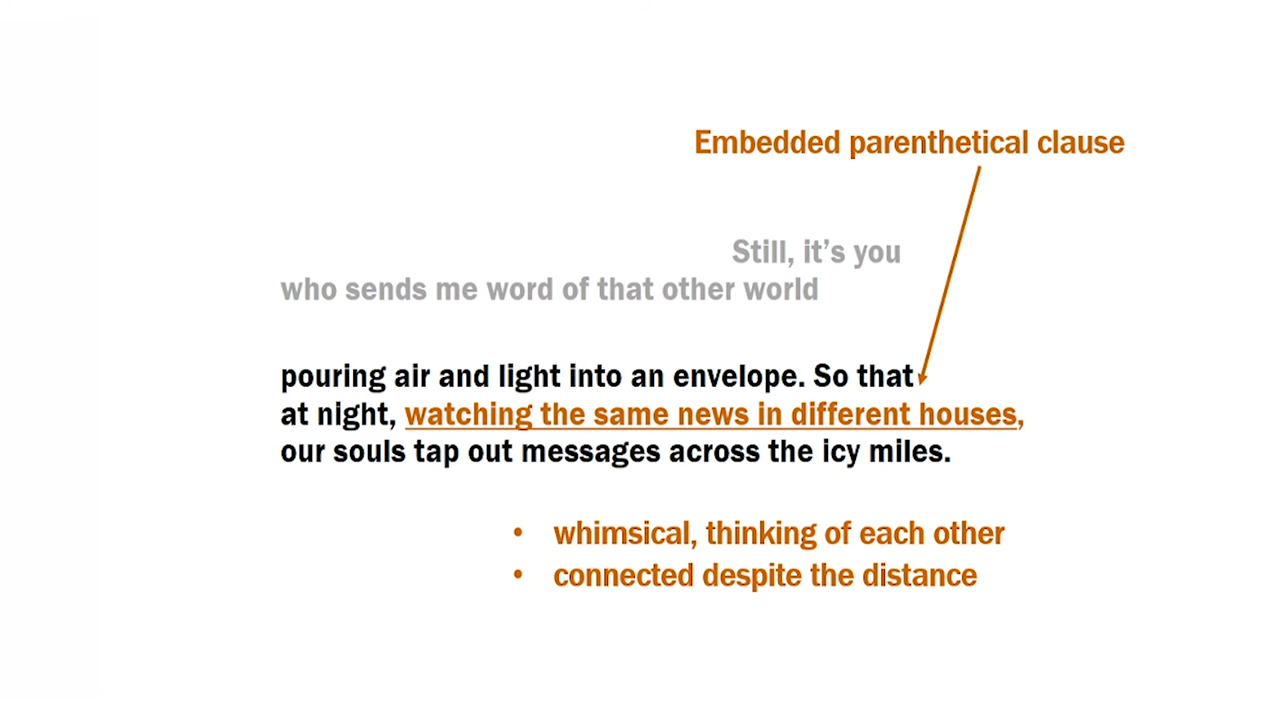 Embedded parenthetical clause
Still, it’s you
who sends me word of that other world
pouring air and light into an envelope. So that
at night, watching the same news in different houses,
our souls tap out messages across the icy miles.
• whimsical, thinking of each other
• connected despite the distance